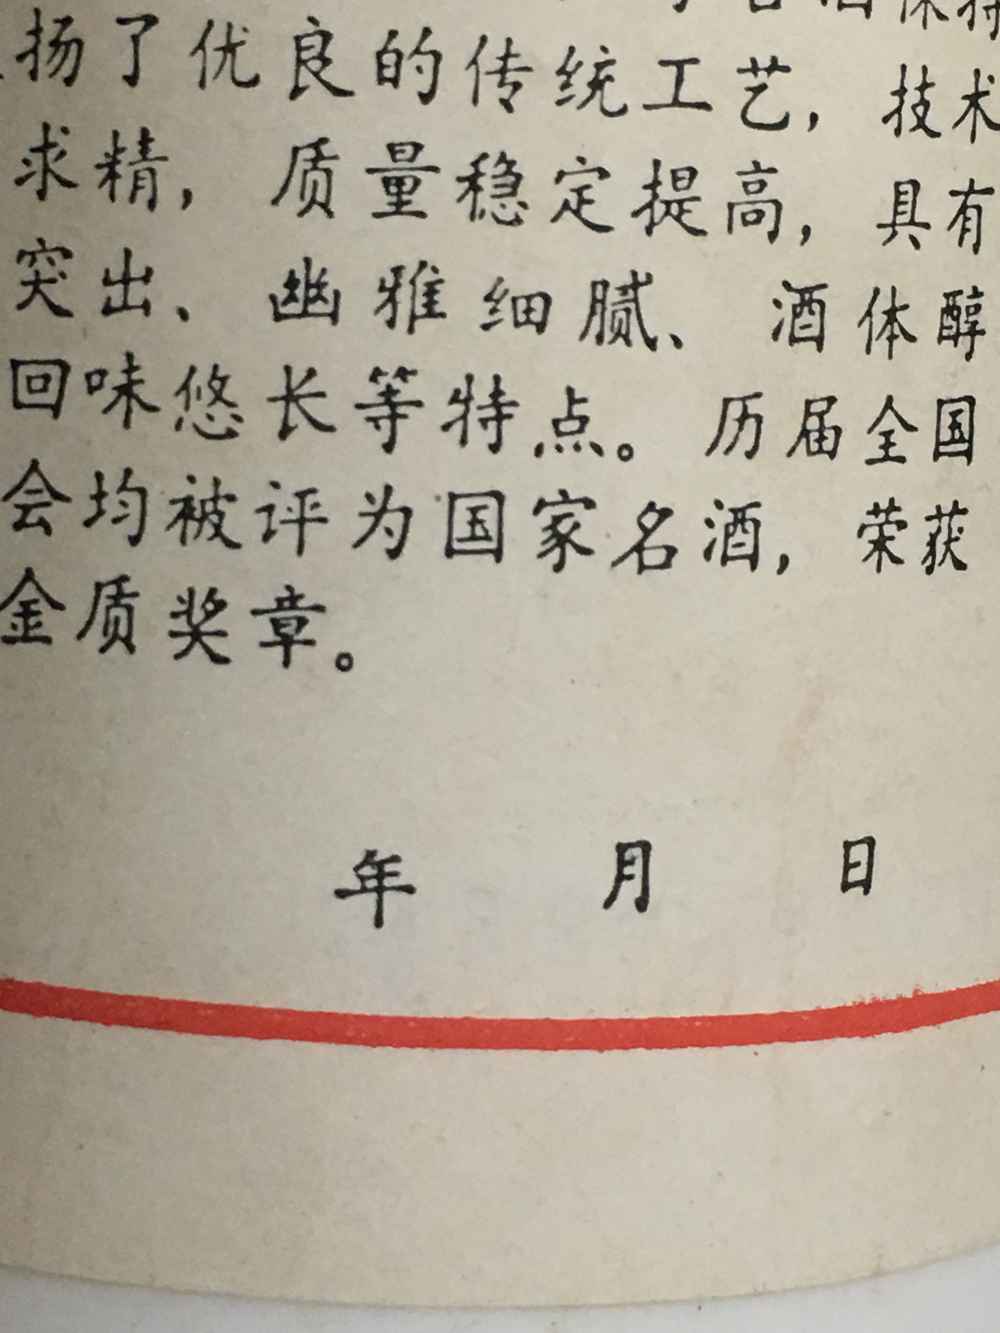 扬了优良的传统工艺，技术
求精，质量稳定提高，具有
突出、幽雅细腻、酒体醇
回味悠长等特点。历届全国
会均被评为国家名酒，荣获
金质奖章。
年 月 日